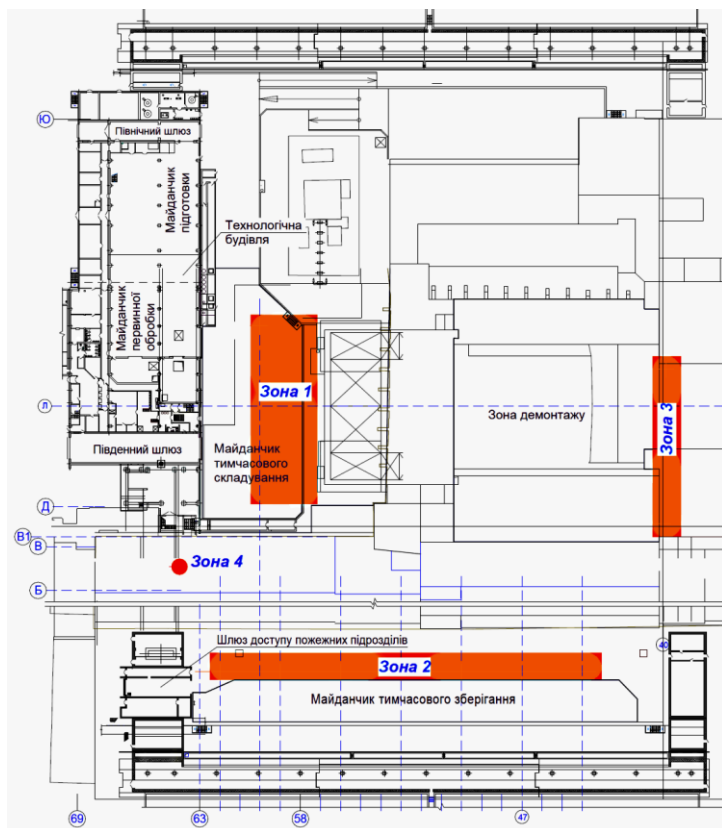 Ю
Північний шлюз
Майданчик
підготовки
Технологічна
будівля
Майданчик
первинної
обробки
Зона 1
Л
Зона 3
Зона демонтажу
Південний шлюз
Майданчик
тимчасового
складування
Д
В1
В
Зона 4
Б
Шлюз доступу пожежних підрозділів
40
Зона 2
Майданчик тимчасового зберігання
69
63
58
47